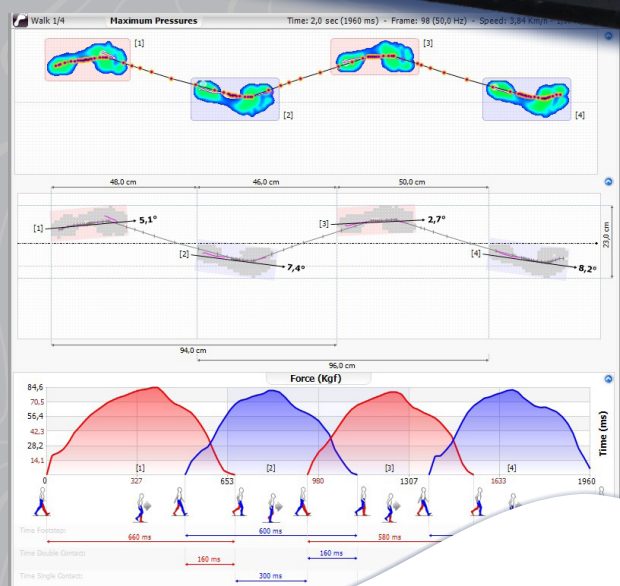 Walk 1/4 Maximum Pressures Time: 2,0 sec (1960 ms) - Frame: 98 (50,0 Hz) - Speed: 3,84 Km/h
[1] [3]
[2] [4]
48,0 cm 46,0 cm 50,0 cm
[1] 5,1° [3] 2,7°
23,0 cm
[2] 7,4° [4] 8,2°
94,0 cm
96,0 cm
Force (Kgf)
84,6
70,5
56,4
42,3
28,2
14,1
Time (ms)
[1] [2] [3] [4]
0 327 653 980 1307 1633 1960
Time Footstep:
600 ms
660 ms 580 ms
Time Double Contact:
160 ms 160 ms
Time Single Contact:
300 ms